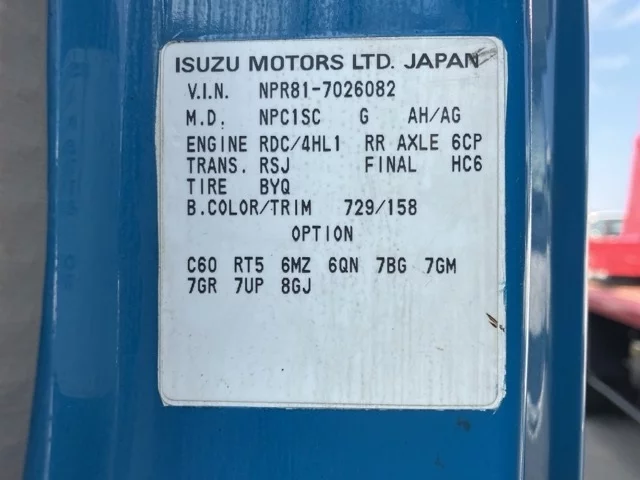 ISUZU MOTORS LTD. JAPAN
V.I.N. NPR81-7026082
M.D. NPC1SC G AH/AG
ENGINE RDC/4HL1 RR AXLE 6CP
TRANS. RSJ FINAL HC6
TIRE BYQ
B.COLOR/TRIM 729/158
OPTION
C60 RT5 6MZ 6QN 7BG 7GM
7GR 7UP 8GJ